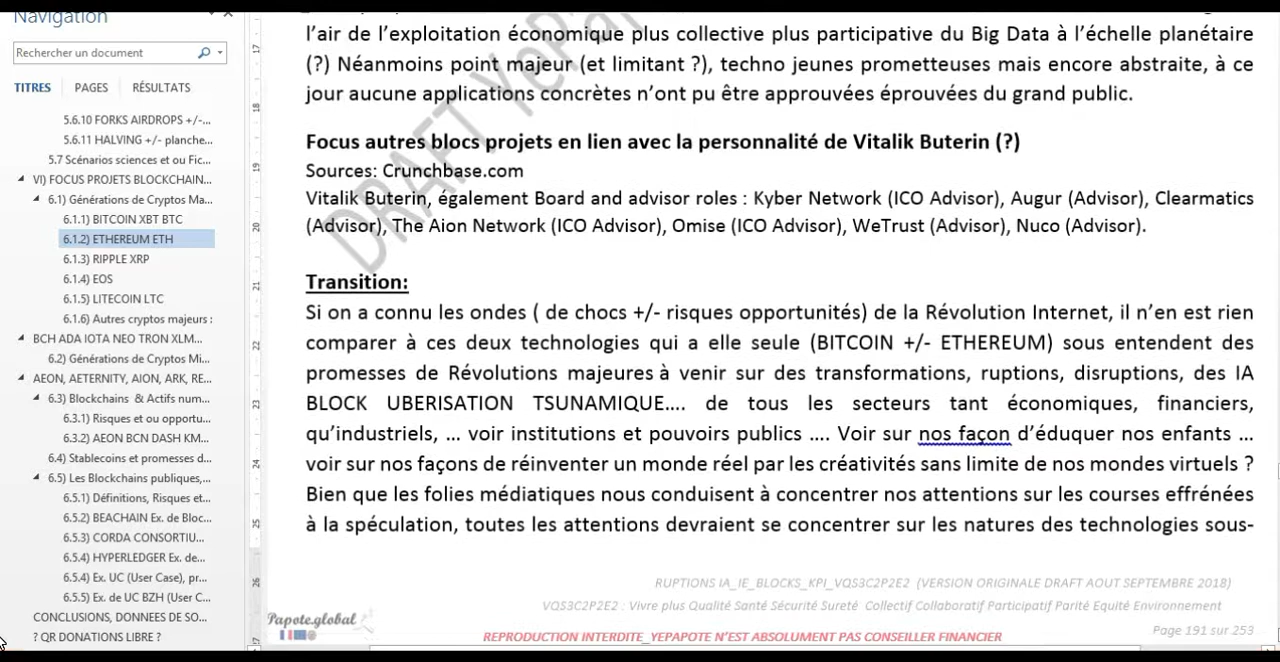 Navigation
Rechercher un document
TITRES PAGES RÉSULTATS
5.6.10 FORKS AIRDROPS +/-...
5.6.11 HALVING +/- planche...
5.7 Scénarios sciences et ou Fic...
VI) FOCUS PROJETS BLOCKCHAIN...
6.1) Générations de Cryptos Ma...
6.1.1) BITCOIN XBT BTC
6.1.2) ETHEREUM ETH
6.1.3) RIPPLE XRP
6.1.4) EOS
6.1.5) LITECOIN LTC
6.1.6) Autres cryptos majeurs :
BCH ADA IOTA NEO TRON XLM...
6.2) Générations de Cryptos Mi...
AEON, AETERNITY, AION, ARK, RE...
6.3) Blockchains & Actifs num...
6.3.1) Risques et ou opportu...
6.3.2) AEON BCN DASH KM...
6.4) Stablecoins et promesses d...
6.5) Les Blockchains publiques,...
6.5.1) Définitions, Risques et...
6.5.2) BEACHAIN Ex. de Bloc...
6.5.3) CORDA CONSORTIU...
6.5.4) HYPERLEDGER Ex. de...
6.5.4) Ex. UC (User Case), pr...
6.5.5) Ex. de UC BZH (User C...
CONCLUSIONS, DONNEES DE SO...
? QR DONATIONS LIBRE ?
17
18
19
20
21
22
23
24
25
26
l’air de l’exploitation économique plus collective plus participative du Big Data à l’échelle planétaire
(?) Néanmoins point majeur (et limitant ?), techno jeunes prometteuses mais encore abstraite, à ce
jour aucune applications concrètes n’ont pu être approuvées éprouvées du grand public.
Focus autres blocs projets en lien avec la personnalité de Vitalik Buterin (?)
Sources: Crunchbase.com
Vitalik Buterin, également Board and advisor roles : Kyber Network (ICO Advisor), Augur (Advisor), Clearmatics
(Advisor), The Aion Network (ICO Advisor), Omise (ICO Advisor), WeTrust (Advisor), Nuco (Advisor).
Transition:
Si on a connu les ondes ( de chocs +/- risques opportunités) de la Révolution Internet, il n’en est rien
comparer à ces deux technologies qui a elle seule (BITCOIN +/- ETHEREUM) sous entendent des
promesses de Révolutions majeures à venir sur des transformations, ruptions, disruptions, des IA
BLOCK UBERISATION TSUNAMIQUE.... de tous les secteurs tant économiques, financiers,
qu’industriels, ... voir institutions et pouvoirs publics .... Voir sur nos façon d’éduquer nos enfants ...
voir sur nos façons de réinventer un monde réel par les créativités sans limite de nos mondes virtuels ?
Bien que les folies médiatiques nous conduisent à concentrer nos attentions sur les courses effrénées
à la spéculation, toutes les attentions devraient se concentrer sur les natures des technologies sous-
RUPTIONS IA_IE_BLOCKS_KPI_VQS3C2P2E2 (VERSION ORIGINALE DRAFT AOUT SEPTEMBRE 2018)
VQS3C2P2E2 : Vivre plus Qualité Santé Sécurité Sureté Collectif Collaboratif Participatif Parité Equité Environnement
Papote.global
REPRODUCTION INTERDITE_YEPAPOTE N’EST ABSOLUMENT PAS CONSEILLER FINANCIER
Page 191 sur 253